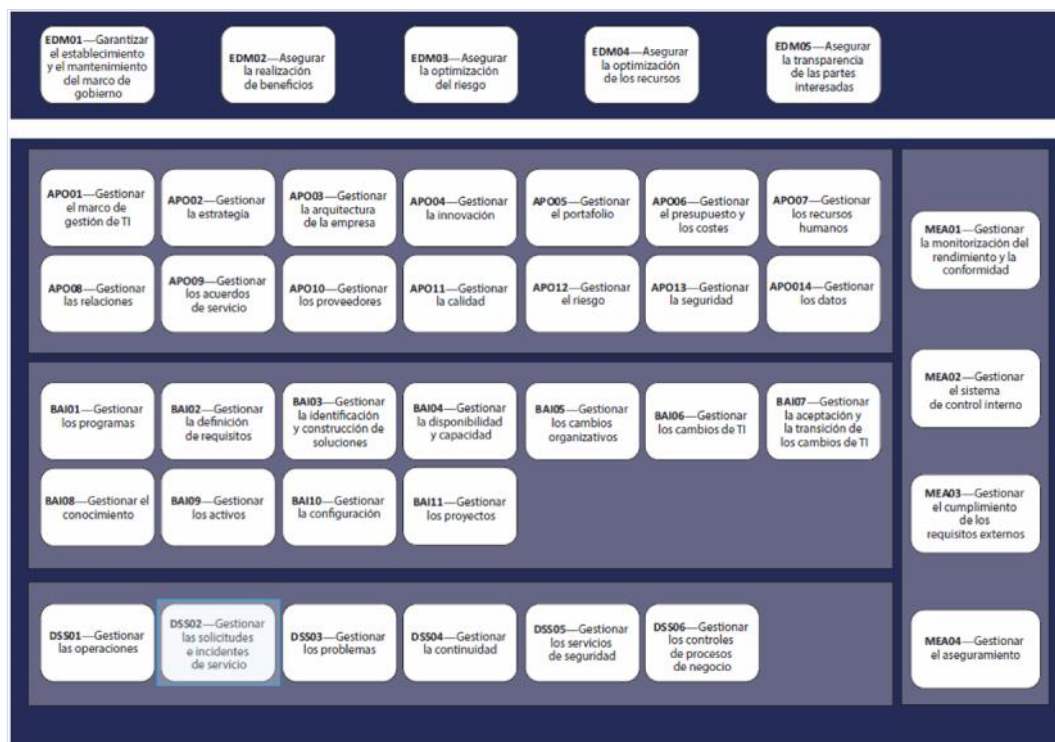 EDM01—Garantizar
el establecimiento
y el mantenimiento
del marco de
gobierno
EDM02—Asegurar
la realización
de beneficios
EDM03—Asegurar
la optimización
del riesgo
EDM04—Asegurar
la optimización
de los recursos
EDM05—Asegurar
la transparencia
de las partes
interesadas
APO01—Gestionar
el marco de
gestión de TI
APO02—Gestionar
la estrategia
APO03—Gestionar
la arquitectura
de la empresa
APO04—Gestionar
la innovación
APO05—Gestionar
el portafolio
APO06—Gestionar
el presupuesto y
los costes
APO07—Gestionar
los recursos
humanos
APO08—Gestionar
las relaciones
APO09—Gestionar
los acuerdos
de servicio
APO10—Gestionar
los proveedores
APO11—Gestionar
la calidad
APO12—Gestionar
el riesgo
APO13—Gestionar
la seguridad
APO014—Gestionar
los datos
BAI01—Gestionar
los programas
BAI02—Gestionar
la definición
de requisitos
BAI03—Gestionar
la identificación
y construcción de
soluciones
BAI04—Gestionar
la disponibilidad
y capacidad
BAI05—Gestionar
los cambios
organizativos
BAI06—Gestionar
los cambios de TI
BAI07—Gestionar
la aceptación y
la transición de
los cambios de TI
BAI08—Gestionar el
conocimiento
BAI09—Gestionar
los activos
BAI10—Gestionar
la configuración
BAI11—Gestionar
los proyectos
DSS01—Gestionar
las operaciones
DSS02—Gestionar
las solicitudes
e incidentes
de servicio
DSS03—Gestionar
los problemas
DSS04—Gestionar
la continuidad
DSS05—Gestionar
los servicios
de seguridad
DSS06—Gestionar
los controles
de procesos
de negocio
MEA01—Gestionar
la monitorización del
rendimiento y la
conformidad
MEA02—Gestionar
el sistema
de control interno
MEA03—Gestionar
el cumplimiento
de los
requisitos externos
MEA04—Gestionar
el aseguramiento